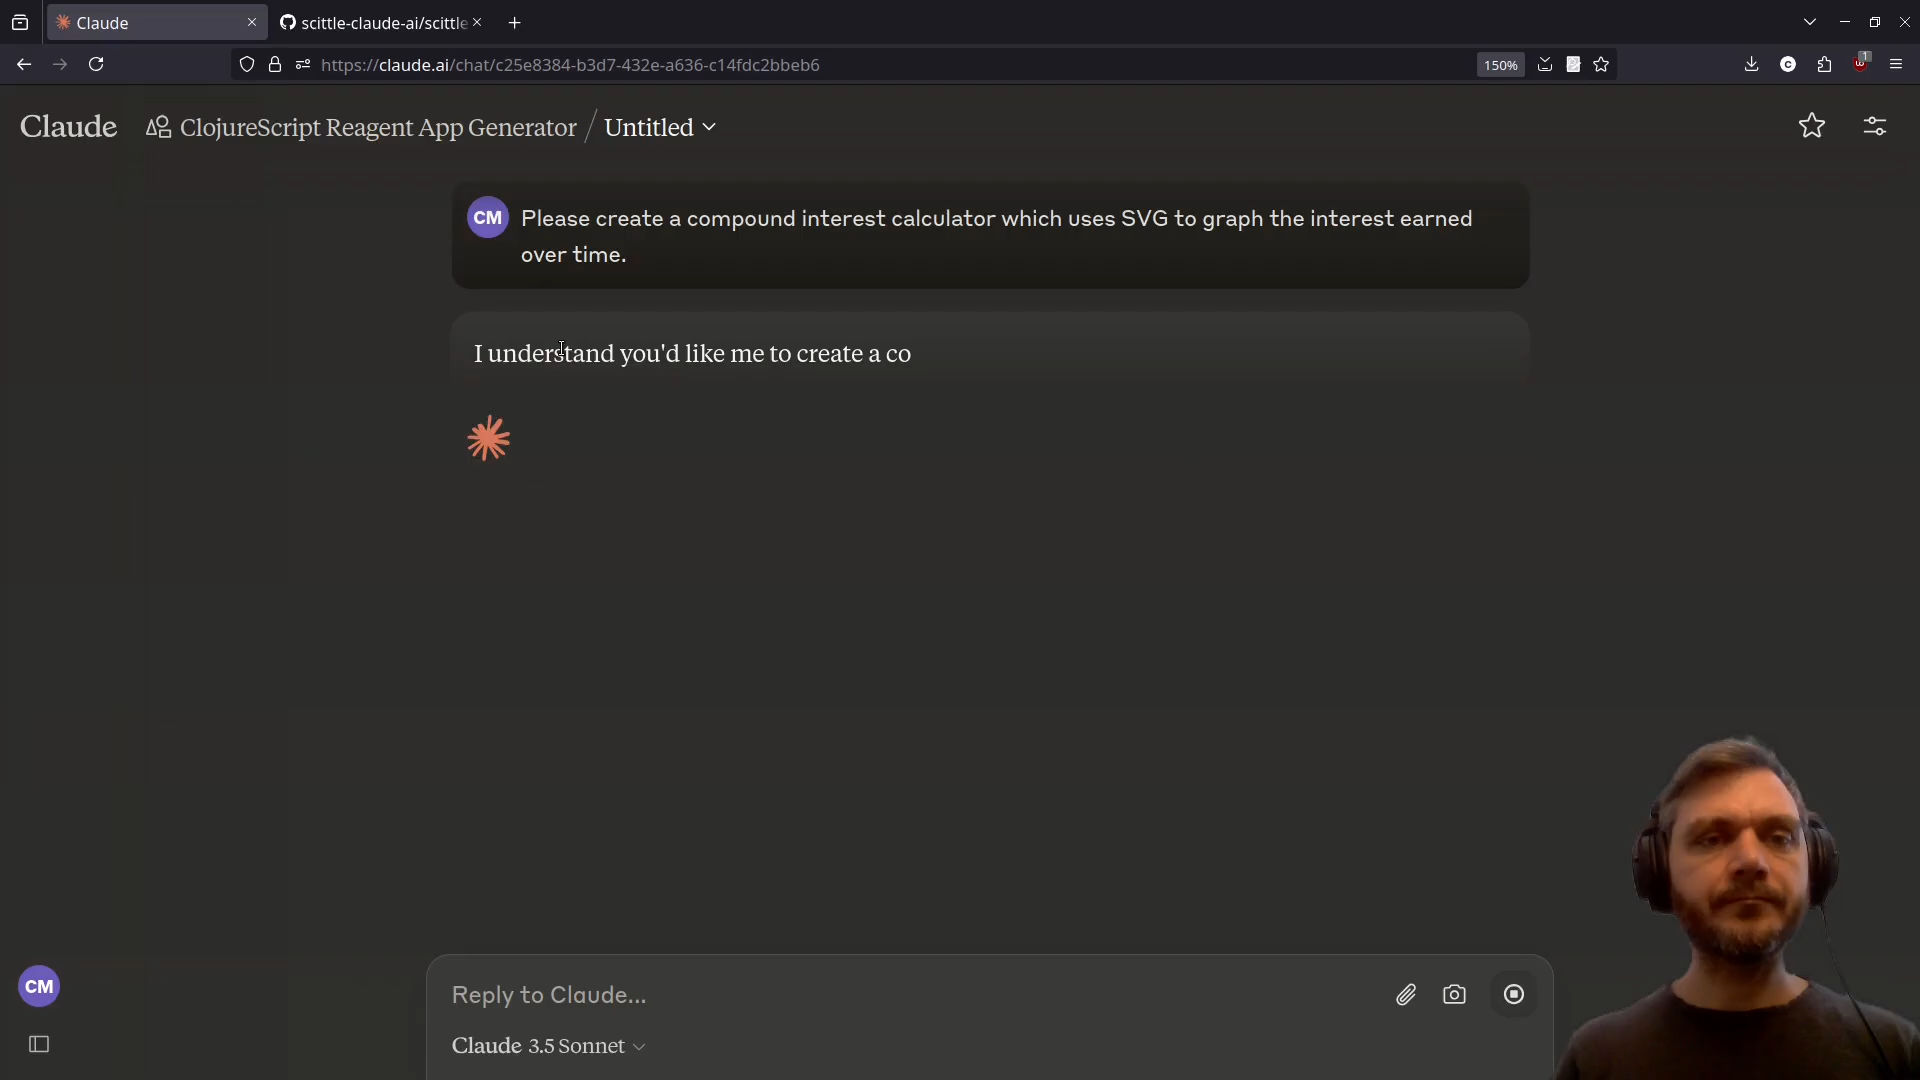 Claude
scittle-claude-ai/scittle
https://claude.ai/chat/c25e8384-b3d7-432e-a636-c14fdc2bbeb6
150%
1
Claude
ClojureScript Reagent App Generator / Untitled
CM
Please create a compound interest calculator which uses SVG to graph the interest earned
over time.
I understand you'd like me to create a co
CM
Reply to Claude...
Claude 3.5 Sonnet